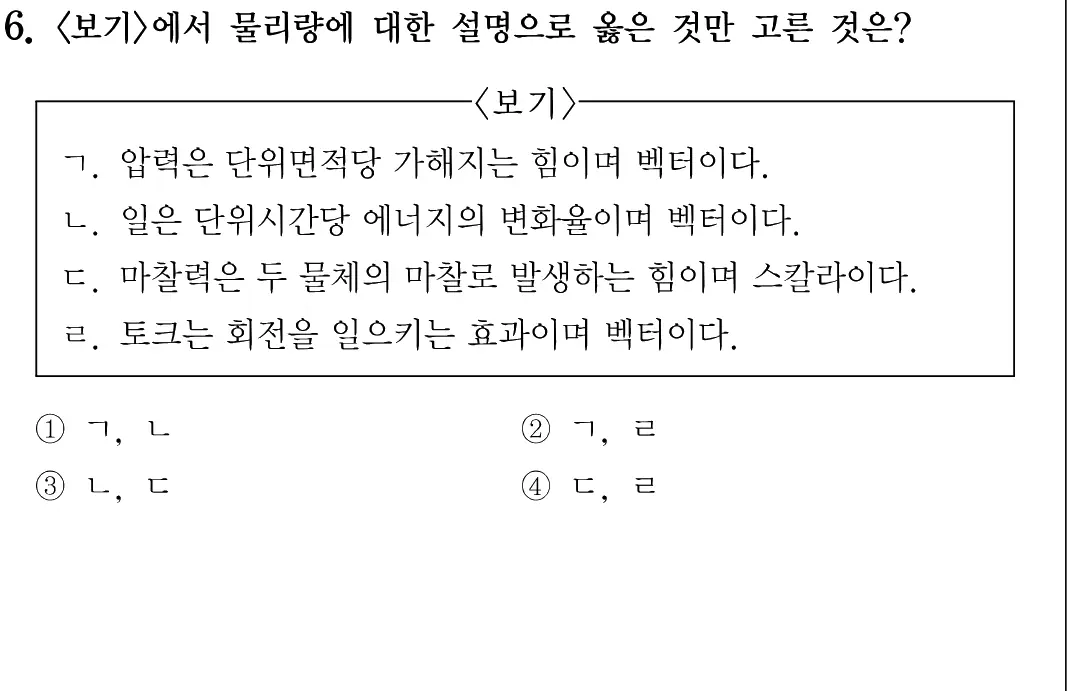 6. 〈보기〉에서 물리량에 대한 설명으로 옳은 것만 고른 것은?
〈보기〉
ㄱ. 압력은 단위면적당 가해지는 힘이며 벡터이다.
ㄴ. 일은 단위시간당 에너지의 변화율이며 벡터이다.
ㄷ. 마찰력은 두 물체의 마찰로 발생하는 힘이며 스칼라이다.
ㄹ. 토크는 회전을 일으키는 효과이며 벡터이다.
① ㄱ, ㄴ ② ㄱ, ㄹ
③ ㄴ, ㄷ ④ ㄷ, ㄹ